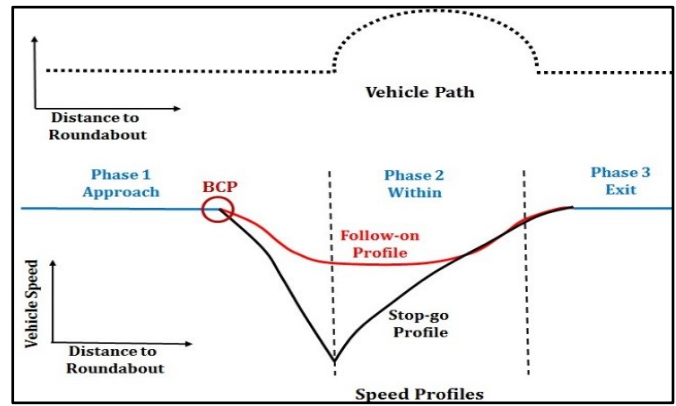 Vehicle Path
Distance to
Roundabout
Phase 1
Approach
BCP
Phase 2
Within
Phase 3
Exit
Follow-on
Profile
Stop-go
Profile
Vehicle Speed
Distance to
Roundabout
Speed Profiles